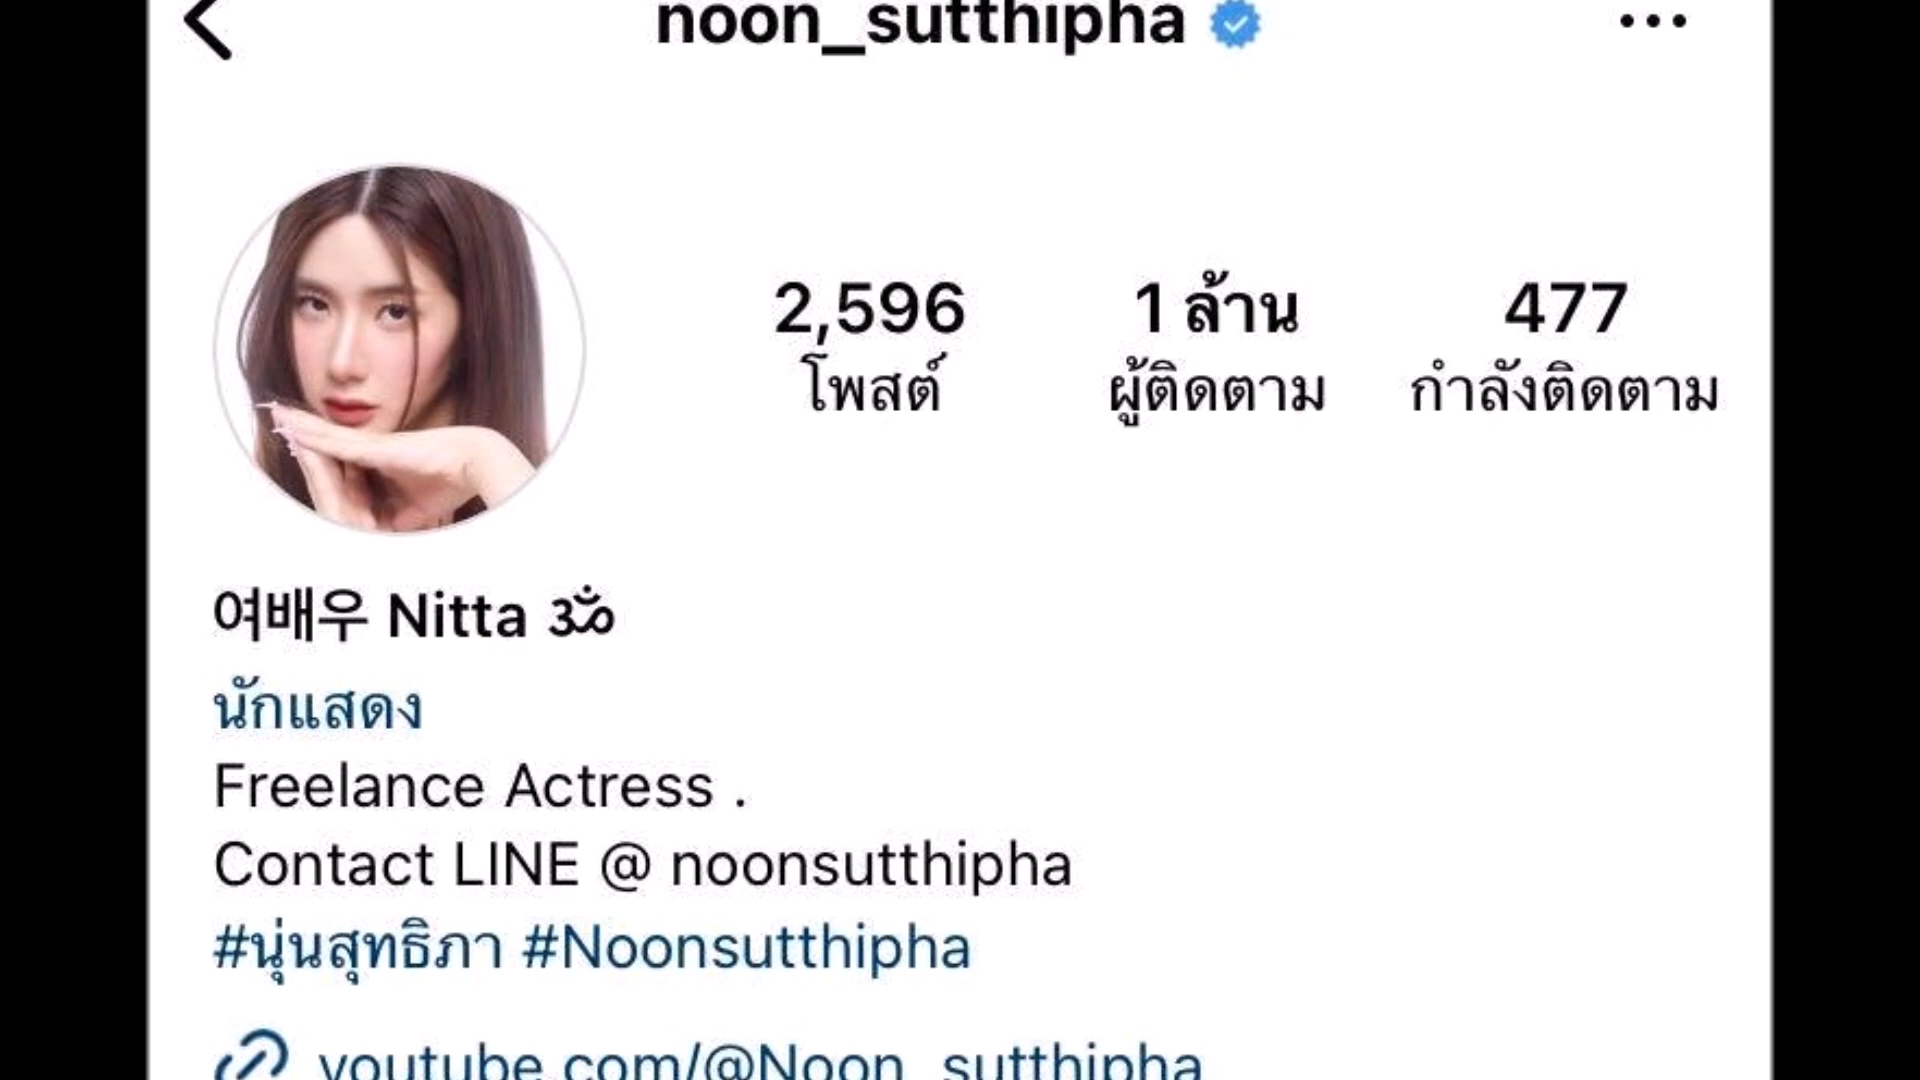 noon_sutthipha
2,596 1 ล้าน 477
โพสต์ ผู้ติดตาม กำลังติดตาม
여배우 Nitta ॐ
นักแสดง
Freelance Actress .
Contact LINE @ noonsutthipha
#นุ่นสุทธิภา #Noonsutthipha
youtube.com/@Noon_sutthipha